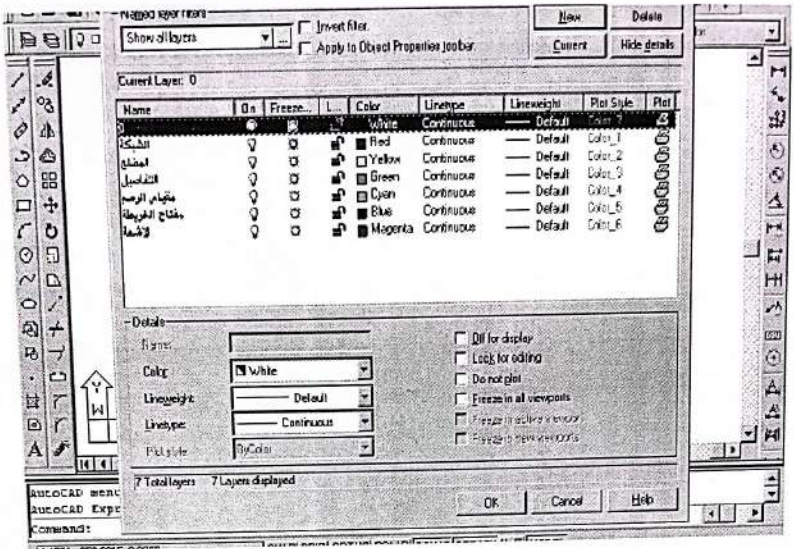 Named layer filters
Show all layers
...
Invert filter
Apply to Object Properties toolbar
New
Delete
Current
Hide details
Current Layer: 0
Name On Freeze... L... Color Linetype Lineweight Plot Style Plot
0 White Continuous Default Color_7
الشبكة Red Continuous Default Color_1
المضلع Yellow Continuous Default Color_2
التفاصيل Green Continuous Default Color_3
مقياس الرسم Cyan Continuous Default Color_4
مفتاح الخريطة Blue Continuous Default Color_5
لاشعة Magenta Continuous Default Color_6
Details
Name:
Color:
White
Lineweight:
Default
Linetype:
Continuous
Plot style:
ByColor
Off for display
Lock for editing
Do not plot
Freeze in all viewports
Freeze in active viewport
Freeze in new viewports
7 Total layers 7 Layers displayed
OK
Cancel
Help
Y
W
A
AutoCAD menu
AutoCAD Expr
Command: